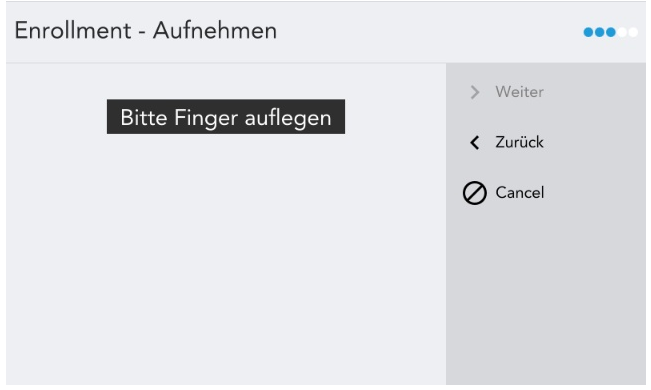 Enrollment - Aufnehmen
Bitte Finger auflegen
Weiter
Zurück
Cancel